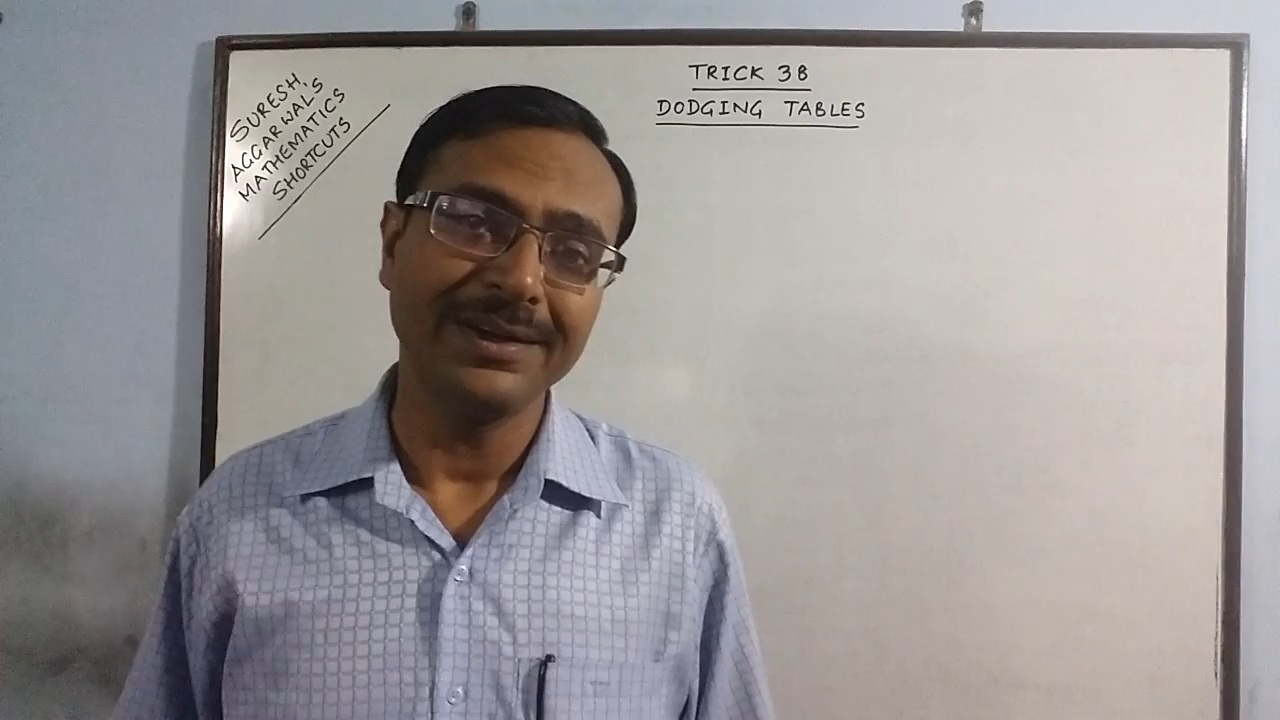 SURESH
AGGARWAL'S
MATHEMATICS
SHORTCUTS
TRICK 38
DODGING TABLES